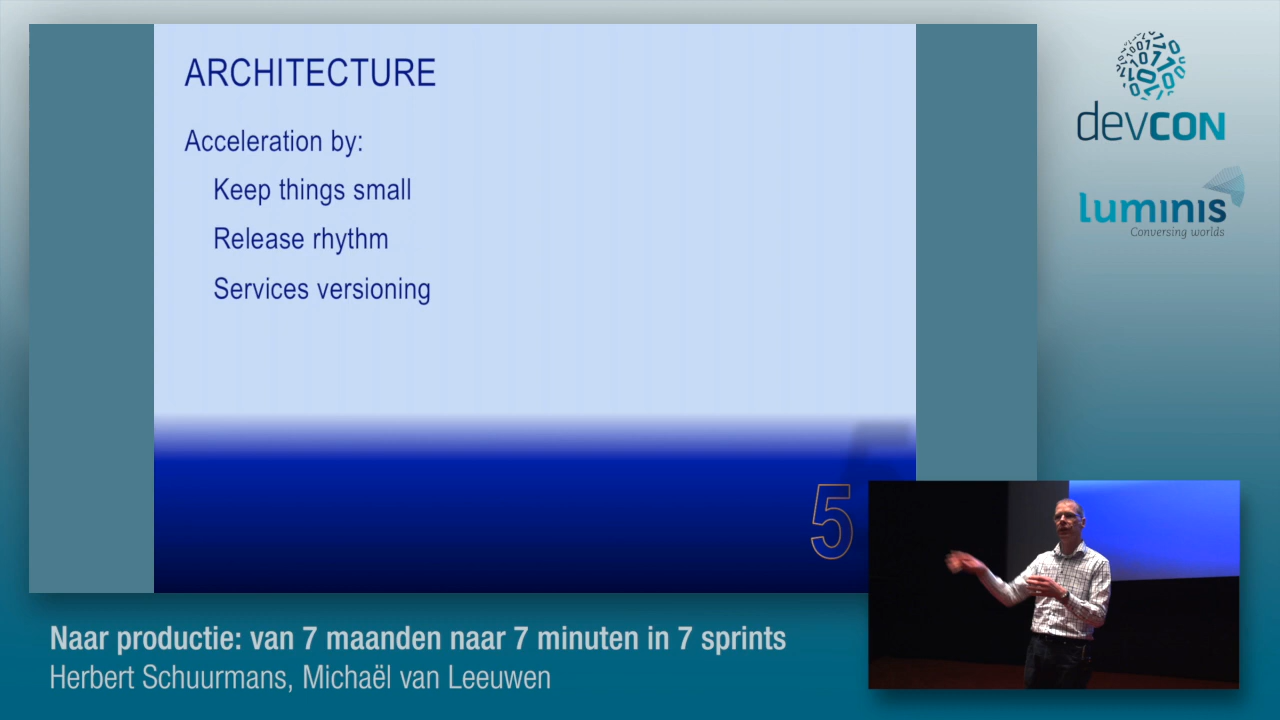 ARCHITECTURE
Acceleration by:
Keep things small
Release rhythm
Services versioning
5
devCON
luminis
Conversing worlds
Naar productie: van 7 maanden naar 7 minuten in 7 sprints
Herbert Schuurmans, Michaël van Leeuwen